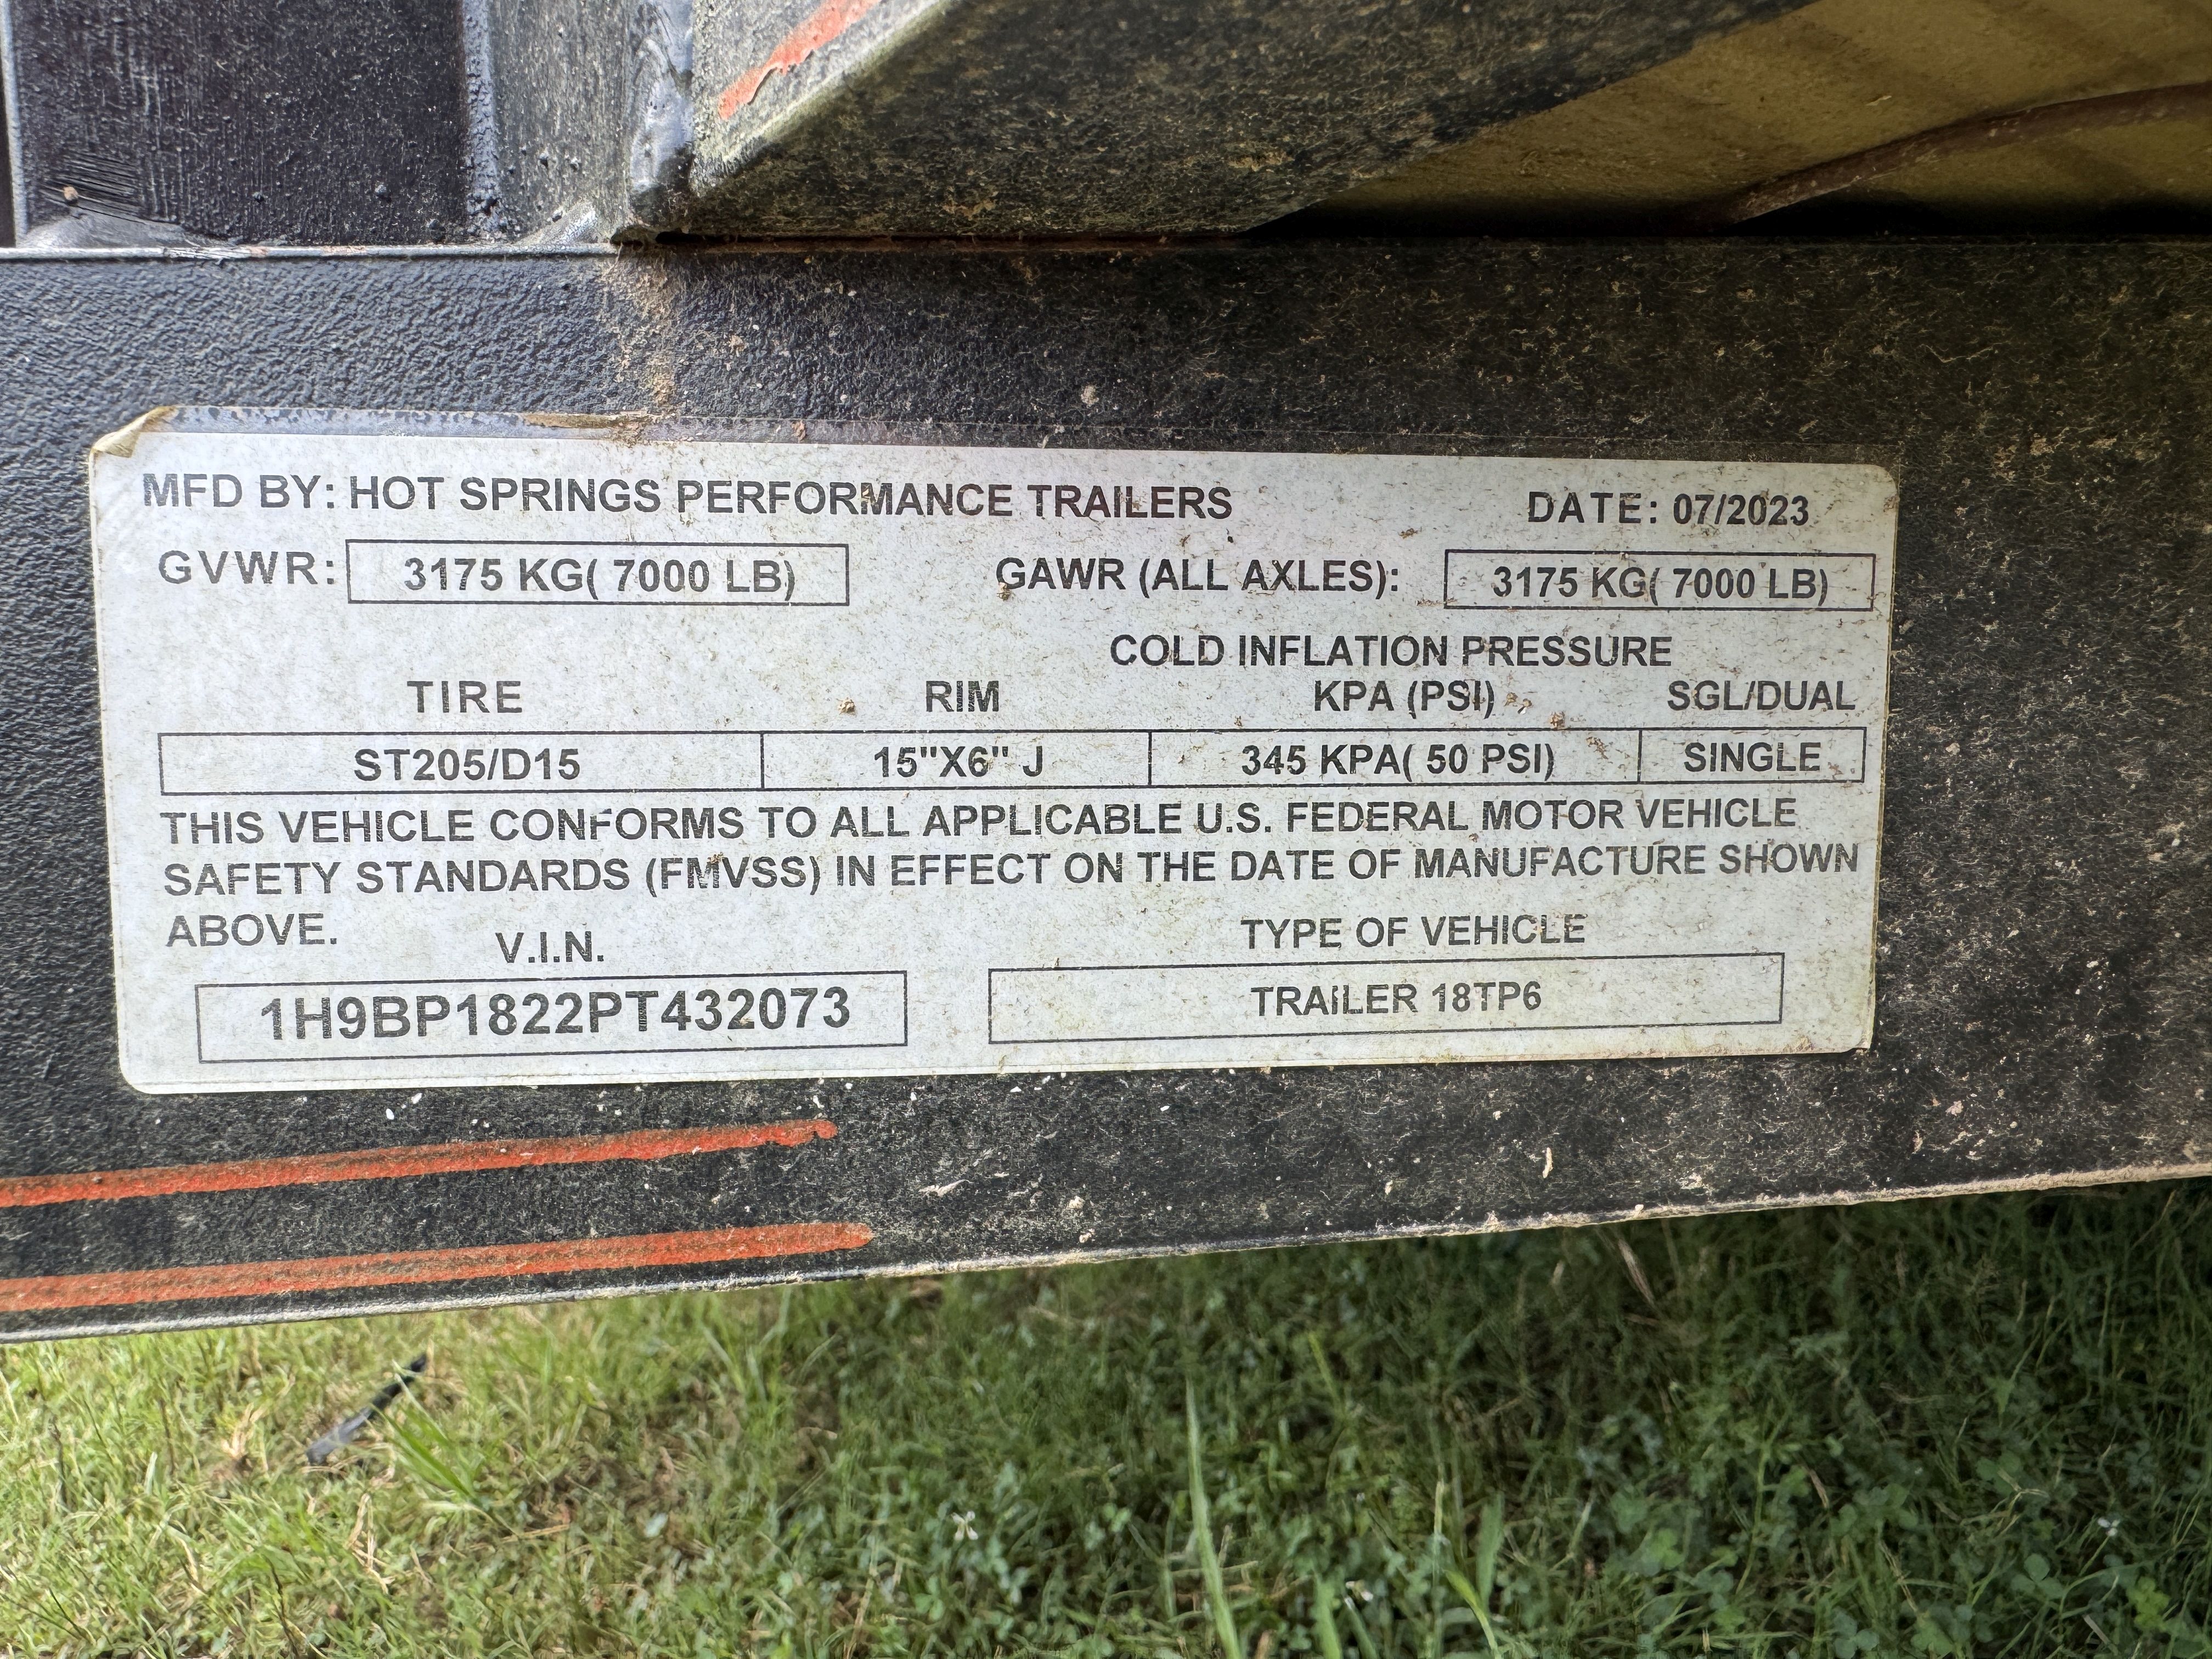 MFD BY: HOT SPRINGS PERFORMANCE TRAILERS DATE: 07/2023
GVWR: 3175 KG( 7000 LB) GAWR (ALL AXLES): 3175 KG( 7000 LB)
COLD INFLATION PRESSURE
TIRE RIM KPA (PSI) SGL/DUAL
ST205/D15 15"X6" J 345 KPA( 50 PSI) SINGLE
THIS VEHICLE CONFORMS TO ALL APPLICABLE U.S. FEDERAL MOTOR VEHICLE
SAFETY STANDARDS (FMVSS) IN EFFECT ON THE DATE OF MANUFACTURE SHOWN
ABOVE.
V.I.N. TYPE OF VEHICLE
1H9BP1822PT432073 TRAILER 18TP6